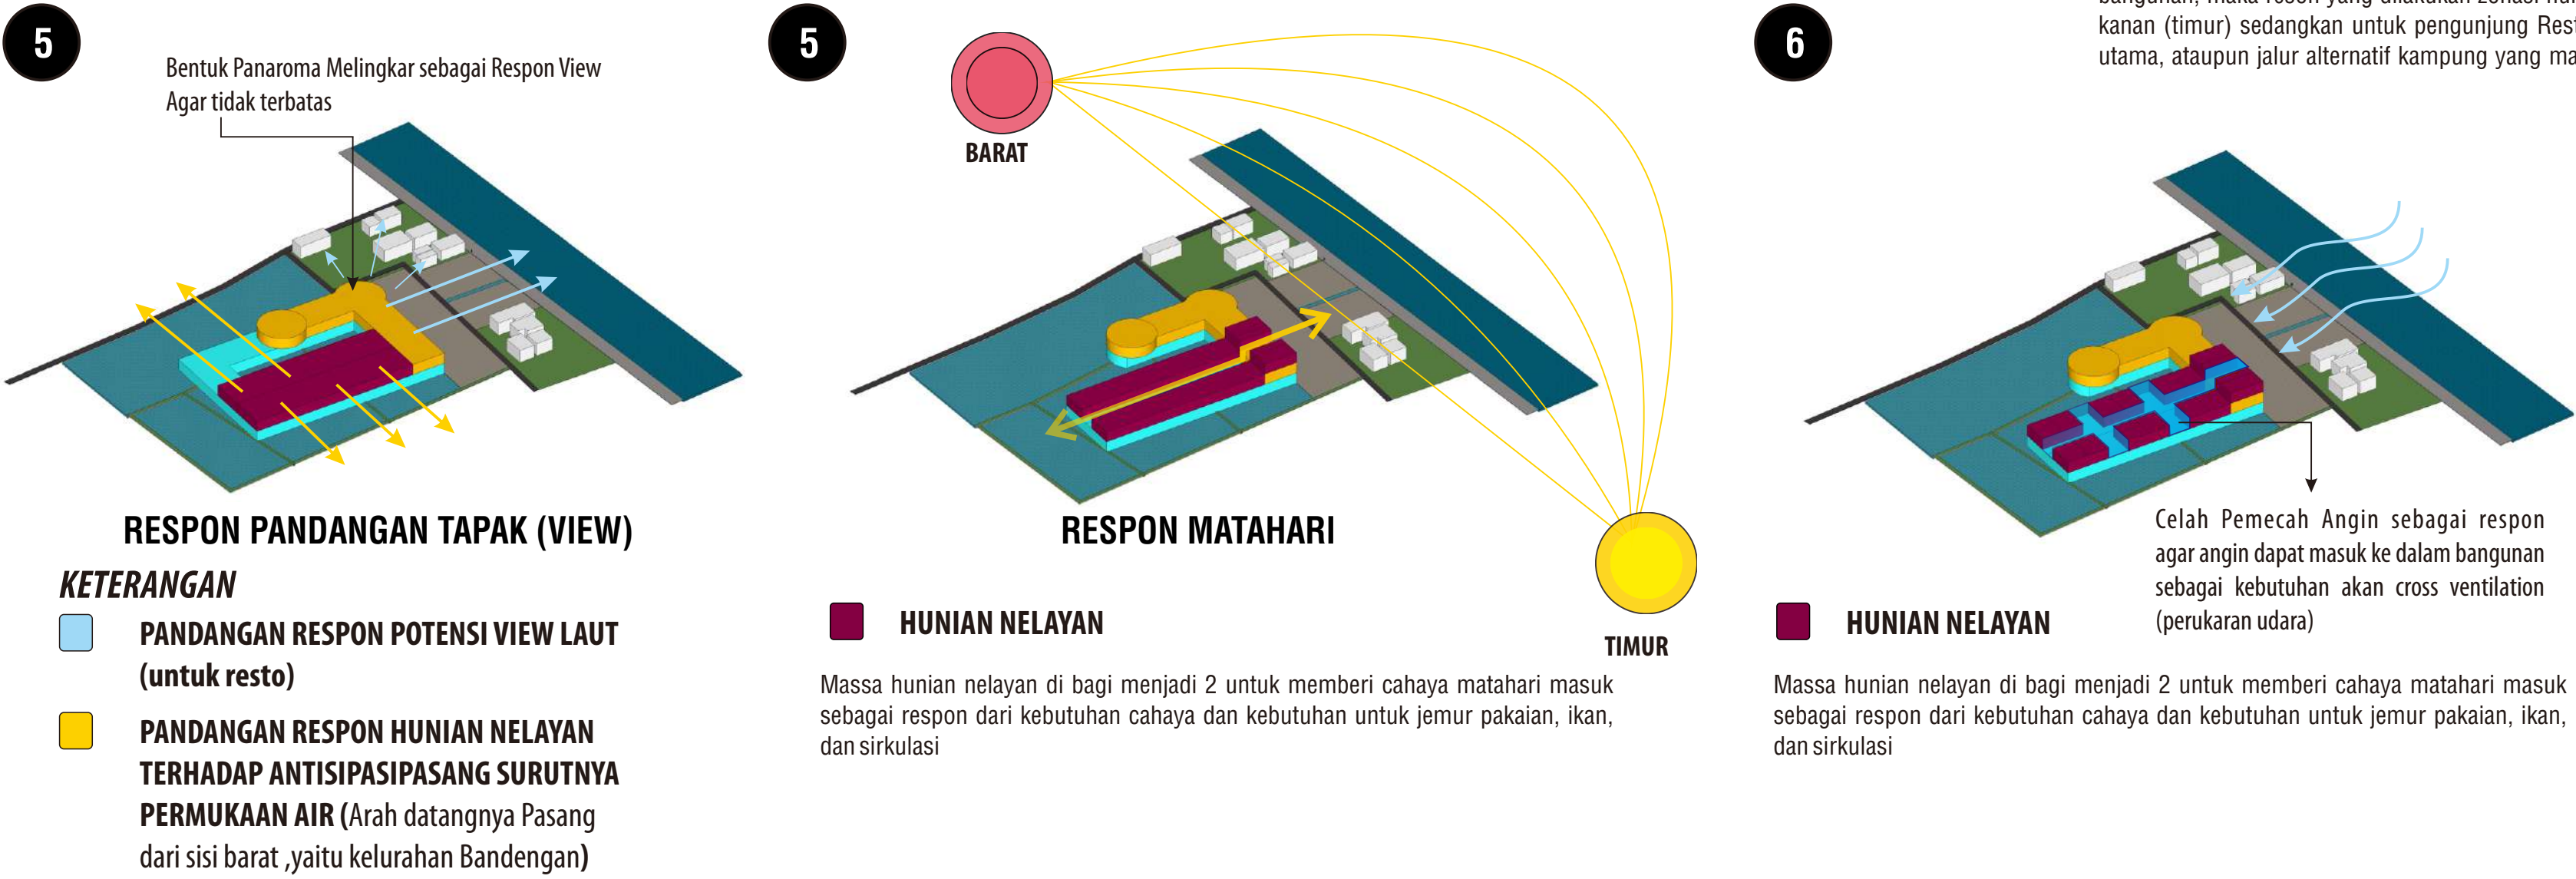 5
Bentuk Panaroma Melingkar sebagai Respon View
Agar tidak terbatas
RESPON PANDANGAN TAPAK (VIEW)
KETERANGAN
PANDANGAN RESPON POTENSI VIEW LAUT
(untuk resto)
PANDANGAN RESPON HUNIAN NELAYAN
TERHADAP ANTISIPASIPASANG SURUTNYA
PERMUKAAN AIR (Arah datangnya Pasang
dari sisi barat ,yaitu kelurahan Bandengan)
5
BARAT
TIMUR
RESPON MATAHARI
HUNIAN NELAYAN
Massa hunian nelayan di bagi menjadi 2 untuk memberi cahaya matahari masuk
sebagai respon dari kebutuhan cahaya dan kebutuhan untuk jemur pakaian, ikan,
dan sirkulasi
6
kanan (timur) sedangkan untuk pengunjung
utama, ataupun jalur alternatif kampung yang
Celah Pemecah Angin sebagai respon
agar angin dapat masuk ke dalam bangunan
sebagai kebutuhan akan cross ventilation
(perukaran udara)
HUNIAN NELAYAN
Massa hunian nelayan di bagi menjadi 2 untuk memberi cahaya matahari masuk
sebagai respon dari kebutuhan cahaya dan kebutuhan untuk jemur pakaian, ikan,
dan sirkulasi